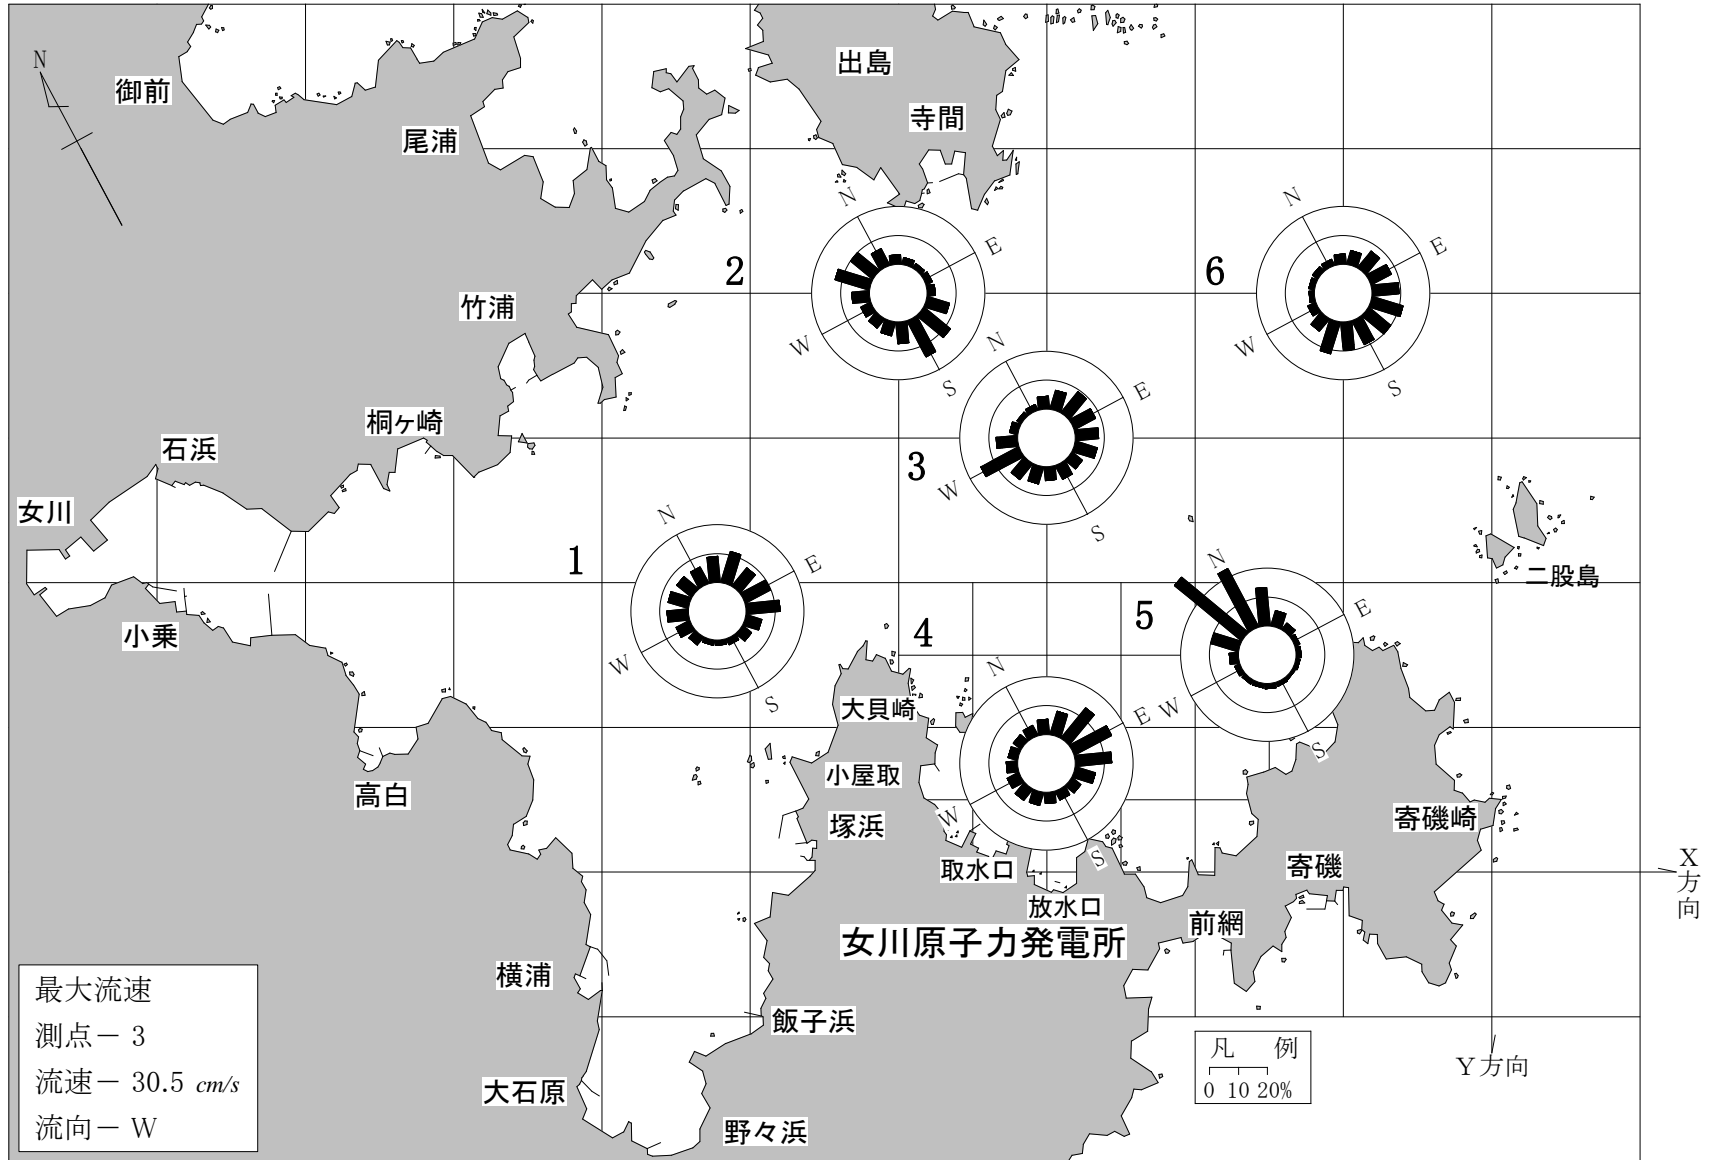 出島
N
御前
寺間
尾浦
N
N
E
E
2
6
竹浦
W
N
W
S
S
E
桐ヶ崎
石浜
3
W
女川
N
S
N
1
E
二股島
E
小乗
4
5
W
N
S
大貝崎
W
E
S
小屋取
高白
W
寄磯崎
塚浜
S
X方向
取水口
寄磯
放水口
前網
女川原子力発電所
横浦
最大流速
測点－ 3
飯子浜
凡 例
Y方向
流速－ 30.5 cm/s
大石原
0 10 20%
流向－ W
野々浜